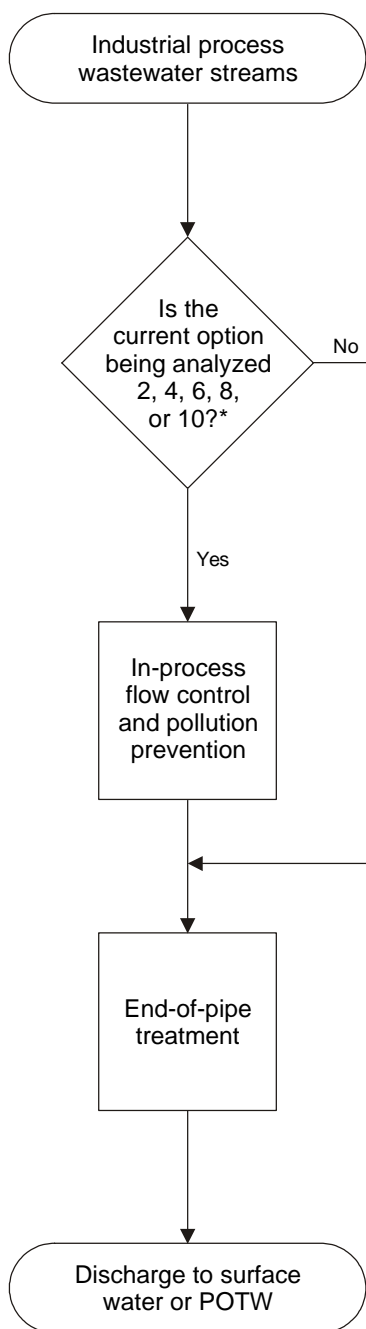 Industrial process
wastewater streams
Is the
current option
being analyzed
2, 4, 6, 8,
or 10?*
No
Yes
In-process
flow control
and pollution
prevention
End-of-pipe
treatment
Discharge to surface
water or POTW